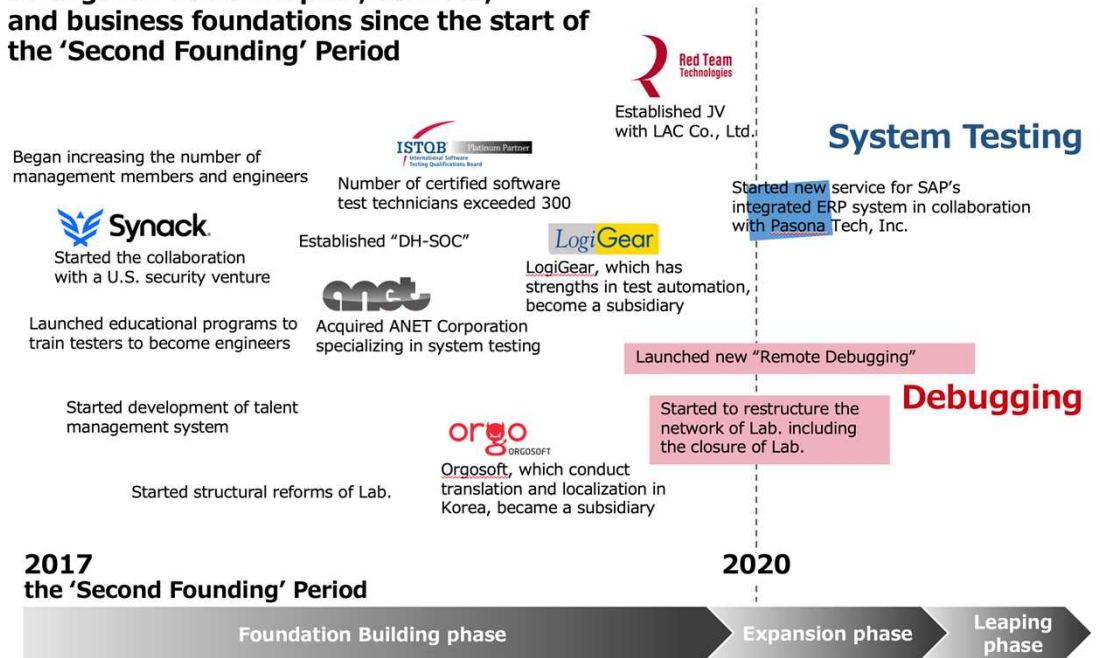 and business foundations since the start of
the ‘Second Founding’ Period
Red Team
Technologies
Established JV
with LAC Co., Ltd.
System Testing
Began increasing the number of
management members and engineers
ISTQB Platinum Partner
International Software
Testing Qualifications Board
Number of certified software
test technicians exceeded 300
Started new service for SAP’s
integrated ERP system in collaboration
with Pasona Tech, Inc.
Synack
Started the collaboration
with a U.S. security venture
Established “DH-SOC”
LogiGear
LogiGear, which has
strengths in test automation,
become a subsidiary
anet
Acquired ANET Corporation
specializing in system testing
Launched educational programs to
train testers to become engineers
Launched new “Remote Debugging”
Debugging
Started development of talent
management system
Started to restructure the
network of Lab. including
the closure of Lab.
orgo
ORGOSOFT
Orgosoft, which conduct
translation and localization in
Korea, became a subsidiary
Started structural reforms of Lab.
2017
the ‘Second Founding’ Period
2020
Foundation Building phase
Expansion phase
Leaping
phase